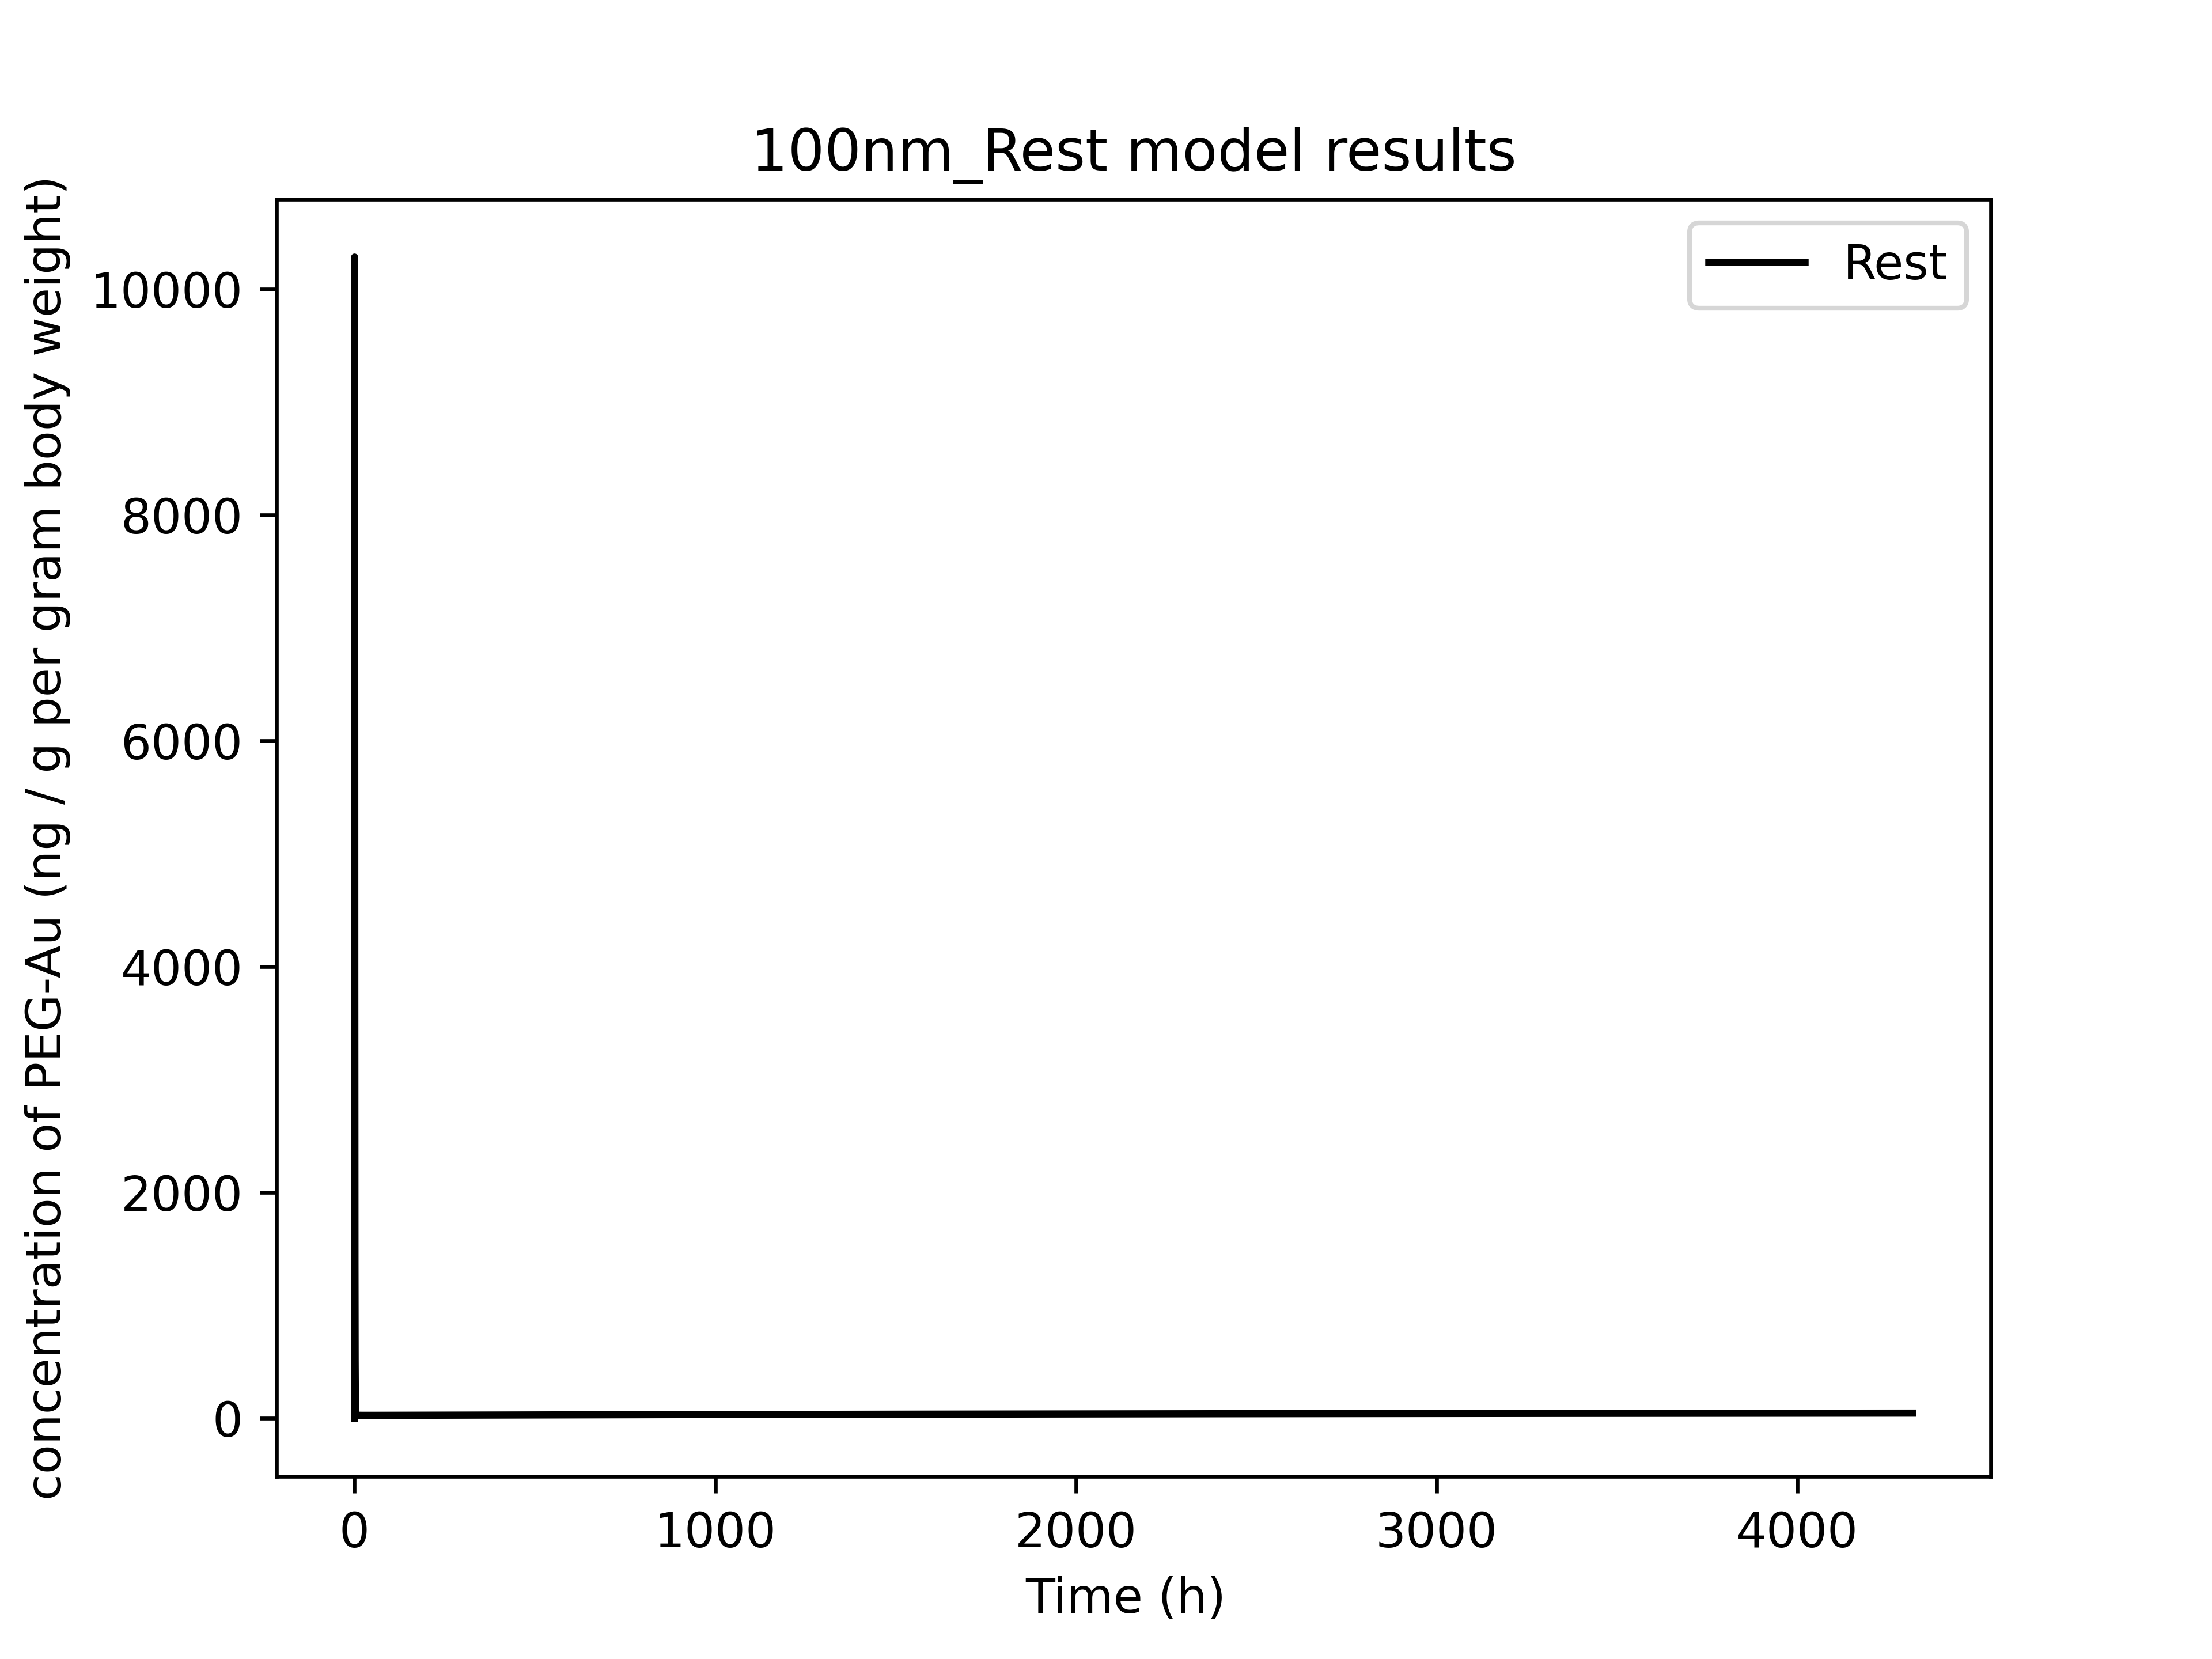 100nm_Rest model results
Rest
concentration of PEG-Au (ng / g per gram body weight)
10000
8000
6000
4000
2000
0
0 1000 2000 3000 4000
Time (h)